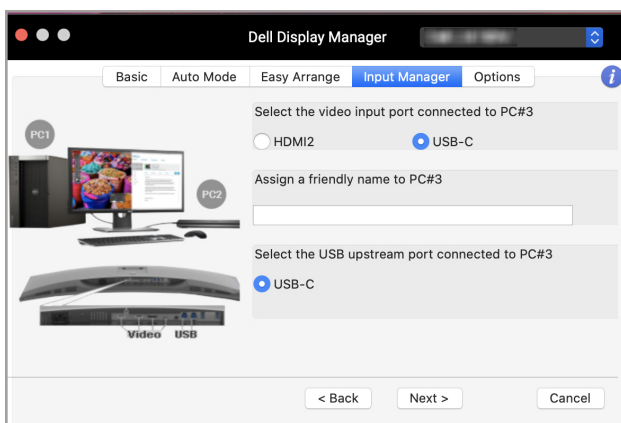 Dell Display Manager
Basic Auto Mode Easy Arrange Input Manager Options i
Select the video input port connected to PC#3
HDMI2 USB-C
Assign a friendly name to PC#3
Select the USB upstream port connected to PC#3
USB-C
PC1
PC2
Video USB
< Back Next > Cancel